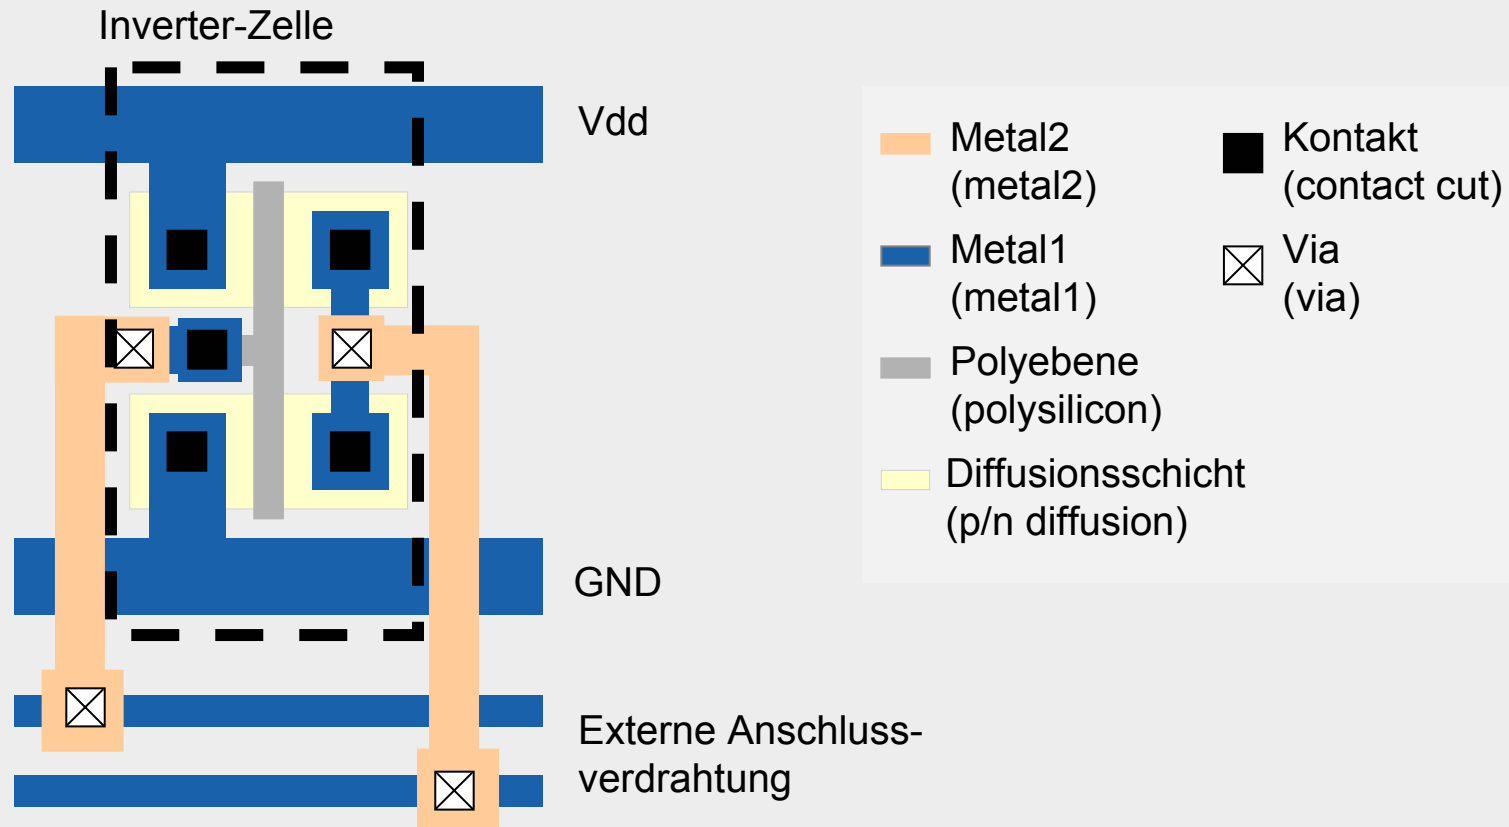 Inverter-Zelle
Vdd
GND
Externe Anschluss-
verdrahtung
Metal2
(metal2)
Metal1
(metal1)
Polyebene
(polysilicon)
Diffusionsschicht
(p/n diffusion)
Kontakt
(contact cut)
Via
(via)